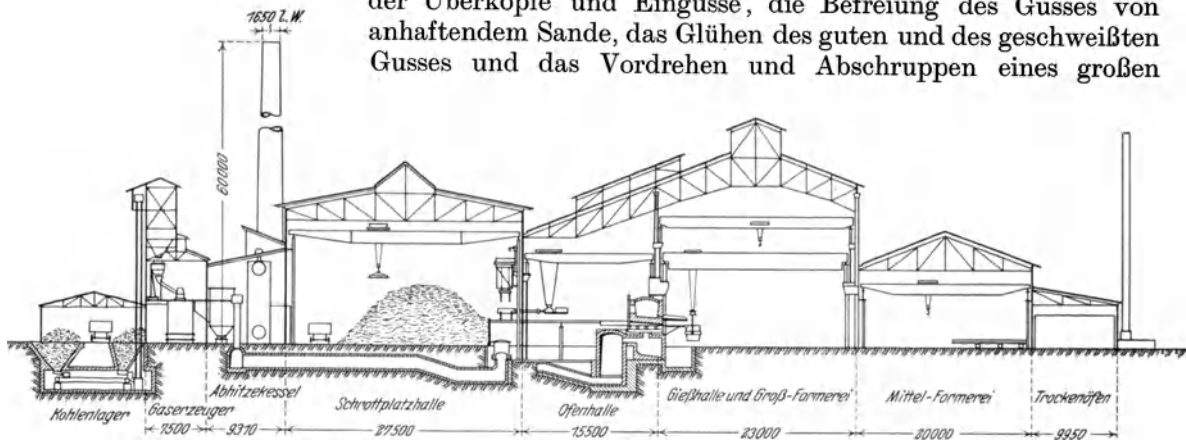 der Überköpfe und Eingüsse, die Befreiung des Gusses von
anhaftendem Sande, das Glühen des guten und des geschweißten
Gusses und das Vordrehen und Abschruppen eines großen
1650 l.W.
60000
Kohlenlager
Gaserzeuger
Abhitzekessel
Schrottplatzhalle
Ofenhalle
Gießhalle und Groß-Formerei
Mittel-Formerei
Trockenöfen
7500
9310
27500
15500
23000
20000
9950